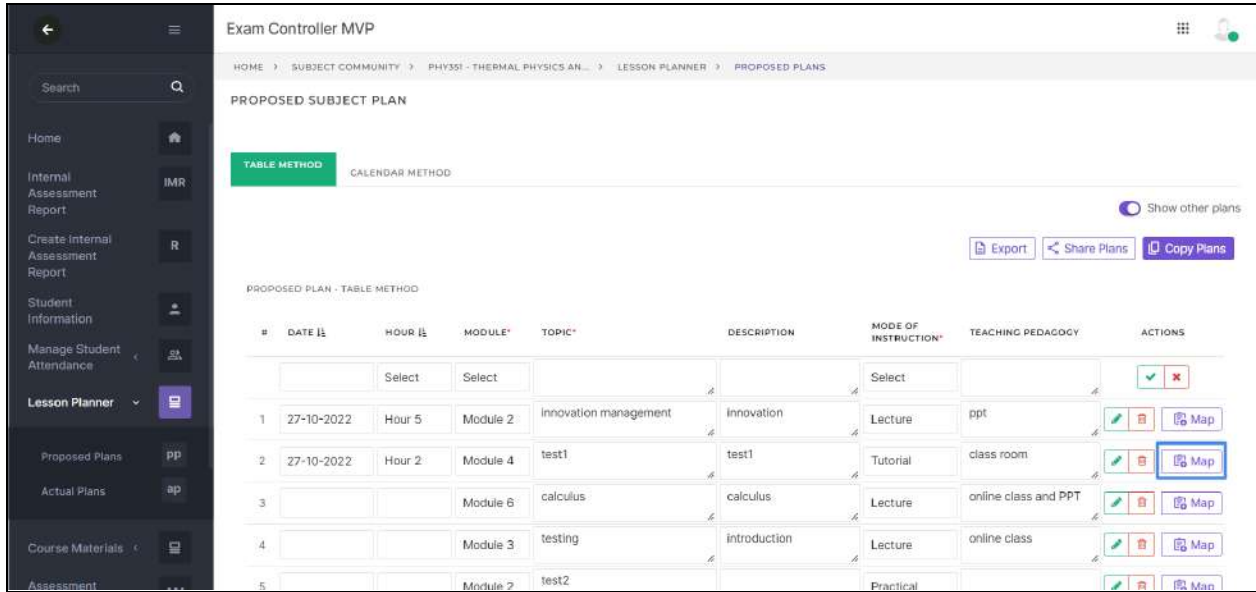 Exam Controller MVP
HOME > SUBJECT COMMUNITY > PHY351 - THERMAL PHYSICS AN... > LESSON PLANNER > PROPOSED PLANS
Search
PROPOSED SUBJECT PLAN
Home
Internal Assessment Report IMR
Create Internal Assessment Report R
Student Information
Manage Student Attendance
Lesson Planner
Proposed Plans PP
Actual Plans ap
Course Materials
Assessment
TABLE METHOD CALENDAR METHOD
Show other plans
Export Share Plans Copy Plans
PROPOSED PLAN - TABLE METHOD
# DATE HOUR MODULE* TOPIC* DESCRIPTION MODE OF INSTRUCTION* TEACHING PEDAGOGY ACTIONS
Select Select Select
1 27-10-2022 Hour 5 Module 2 innovation management innovation Lecture ppt Map
2 27-10-2022 Hour 2 Module 4 test1 test1 Tutorial class room Map
3 Module 6 calculus calculus Lecture online class and PPT Map
4 Module 3 testing introduction Lecture online class Map
5 Module 2 test2 Practical Map